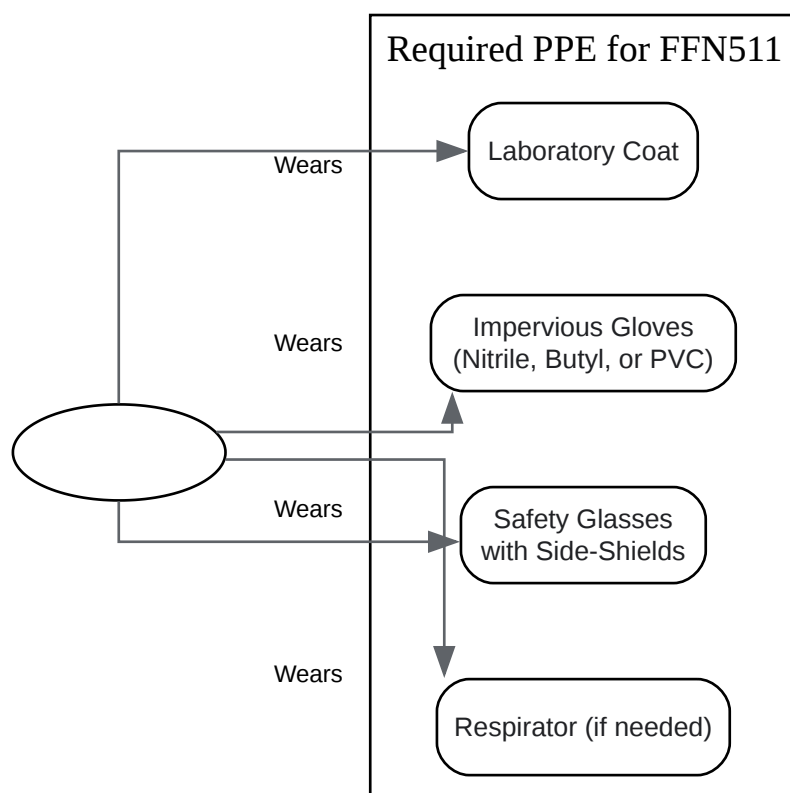 Required PPE for FFN511
Laboratory Coat
Wears
Impervious Gloves
(Nitrile, Butyl, or PVC)
Wears
Safety Glasses
with Side-Shields
Wears
Wears
Respirator (if needed)